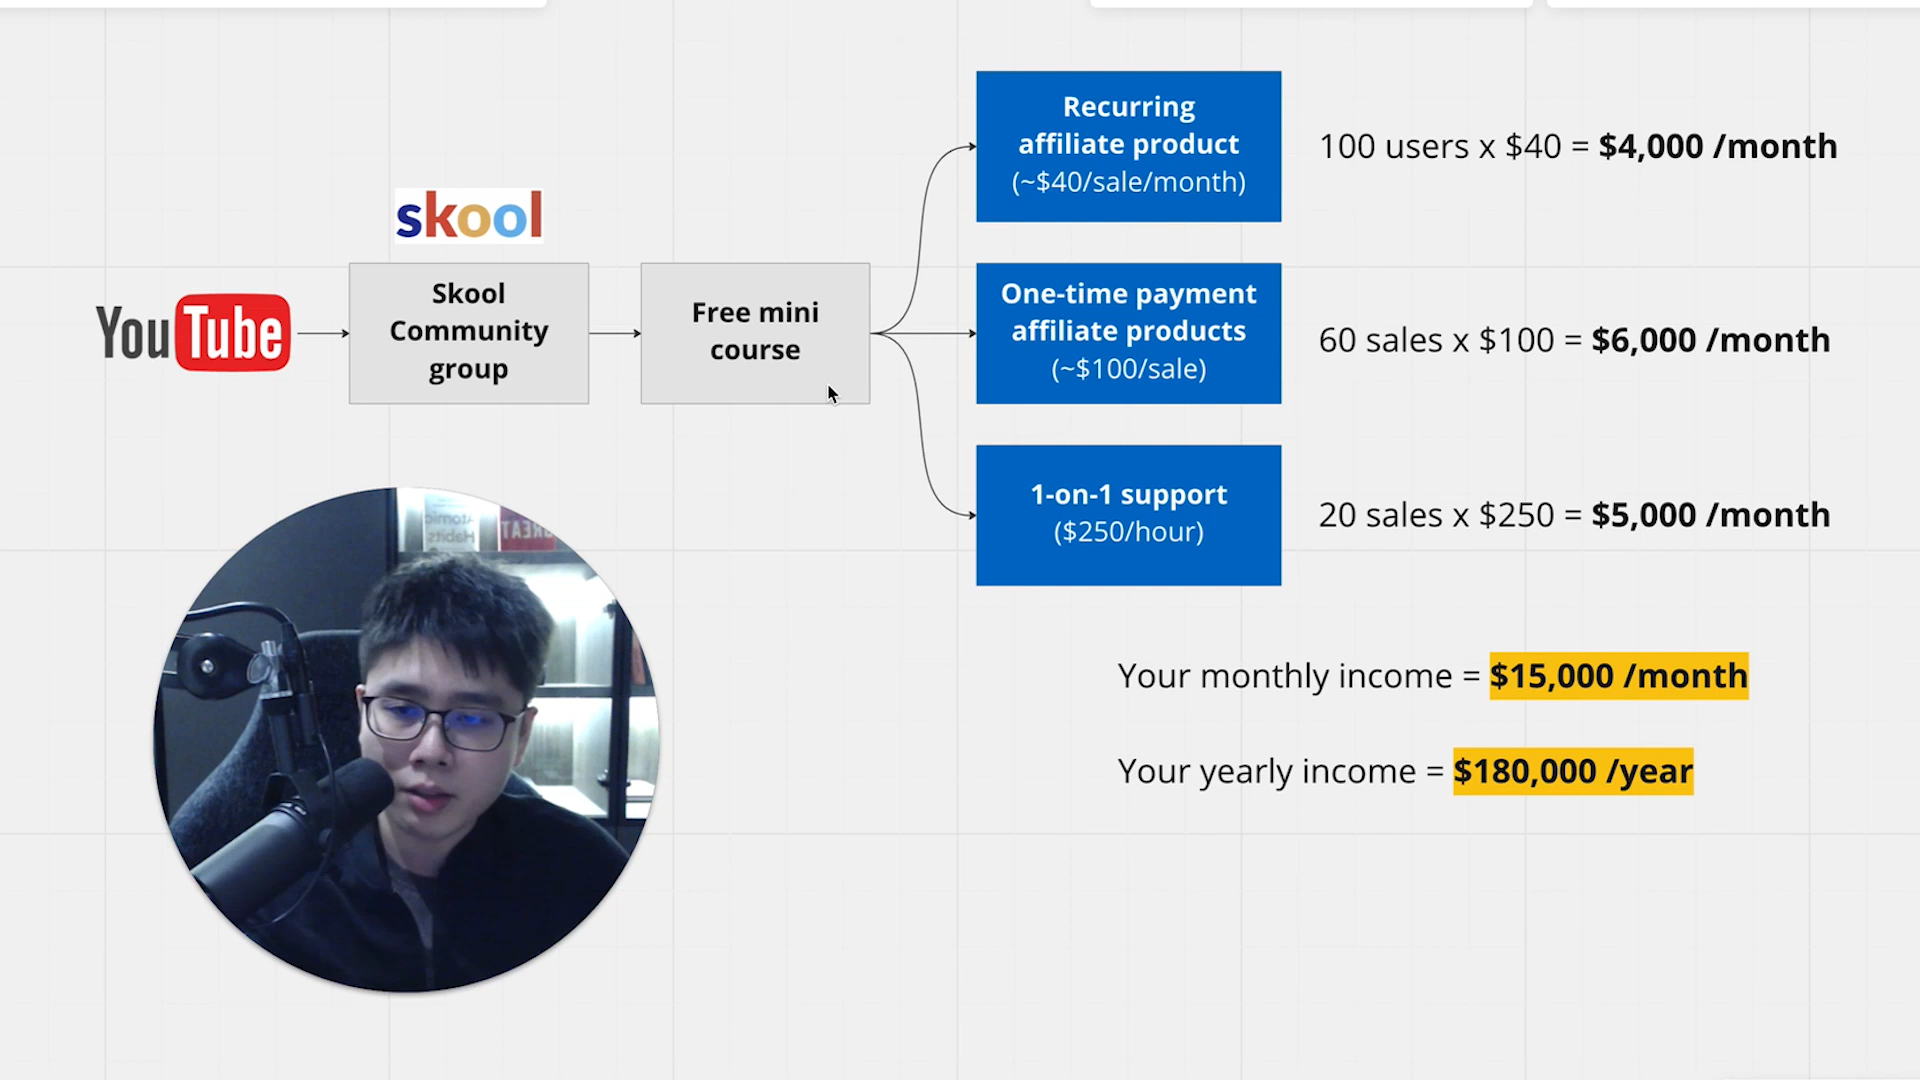 YouTube
skool
Skool
Community
group
Free mini
course
Recurring
affiliate product
(~$40/sale/month)
100 users x $40 = $4,000 /month
One-time payment
affiliate products
(~$100/sale)
60 sales x $100 = $6,000 /month
1-on-1 support
($250/hour)
20 sales x $250 = $5,000 /month
Your monthly income = $15,000 /month
Your yearly income = $180,000 /year
Atomic
Habits
GREAT